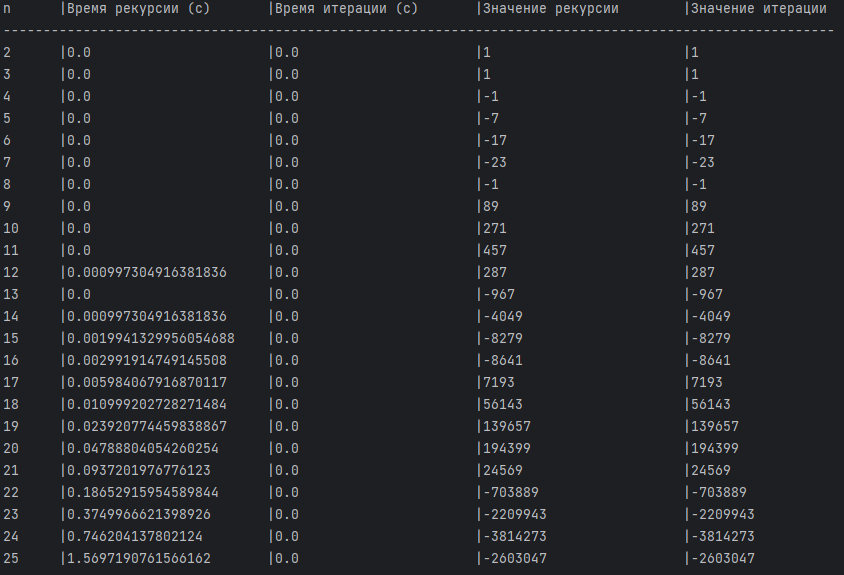 n |Время рекурсии (с) |Время итерации (с) |Значение рекурсии |Значение итерации
--------------------------------------------------------------------------------------------------------
2 |0.0 |0.0 |1 |1
3 |0.0 |0.0 |1 |1
4 |0.0 |0.0 |-1 |-1
5 |0.0 |0.0 |-7 |-7
6 |0.0 |0.0 |-17 |-17
7 |0.0 |0.0 |-23 |-23
8 |0.0 |0.0 |-1 |-1
9 |0.0 |0.0 |89 |89
10 |0.0 |0.0 |271 |271
11 |0.0 |0.0 |457 |457
12 |0.000997304916381836 |0.0 |287 |287
13 |0.0 |0.0 |-967 |-967
14 |0.000997304916381836 |0.0 |-4049 |-4049
15 |0.0019941329956054688 |0.0 |-8279 |-8279
16 |0.002991914749145508 |0.0 |-8641 |-8641
17 |0.005984067916870117 |0.0 |7193 |7193
18 |0.010999202728271484 |0.0 |56143 |56143
19 |0.023920774459838867 |0.0 |139657 |139657
20 |0.04788804054260254 |0.0 |194399 |194399
21 |0.0937201976776123 |0.0 |24569 |24569
22 |0.18652915954589844 |0.0 |-703889 |-703889
23 |0.3749966621398926 |0.0 |-2209943 |-2209943
24 |0.746204137802124 |0.0 |-3814273 |-3814273
25 |1.5697190761566162 |0.0 |-2603047 |-2603047